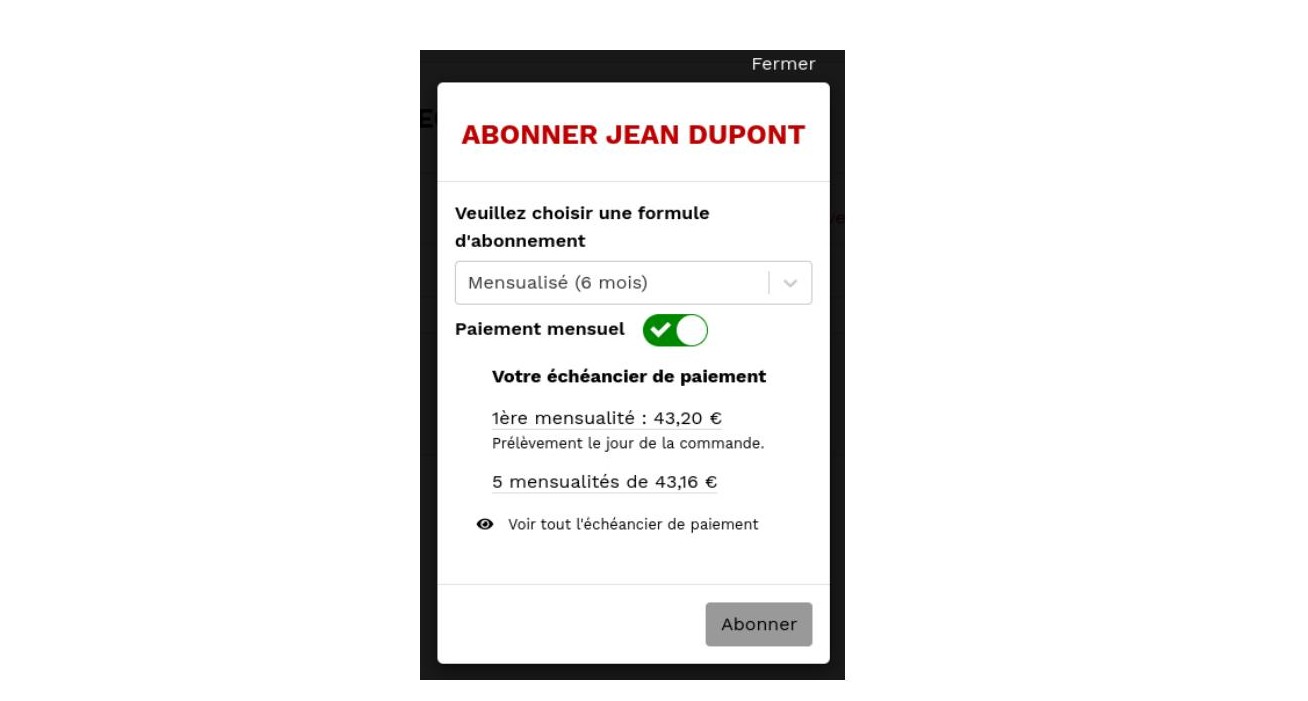 Fermer
ABONNER JEAN DUPONT
Veuillez choisir une formule
d'abonnement
Mensualisé (6 mois)
Paiement mensuel
Votre échéancier de paiement
1ère mensualité : 43,20 €
Prélèvement le jour de la commande.
5 mensualités de 43,16 €
Voir tout l'échéancier de paiement
Abonner